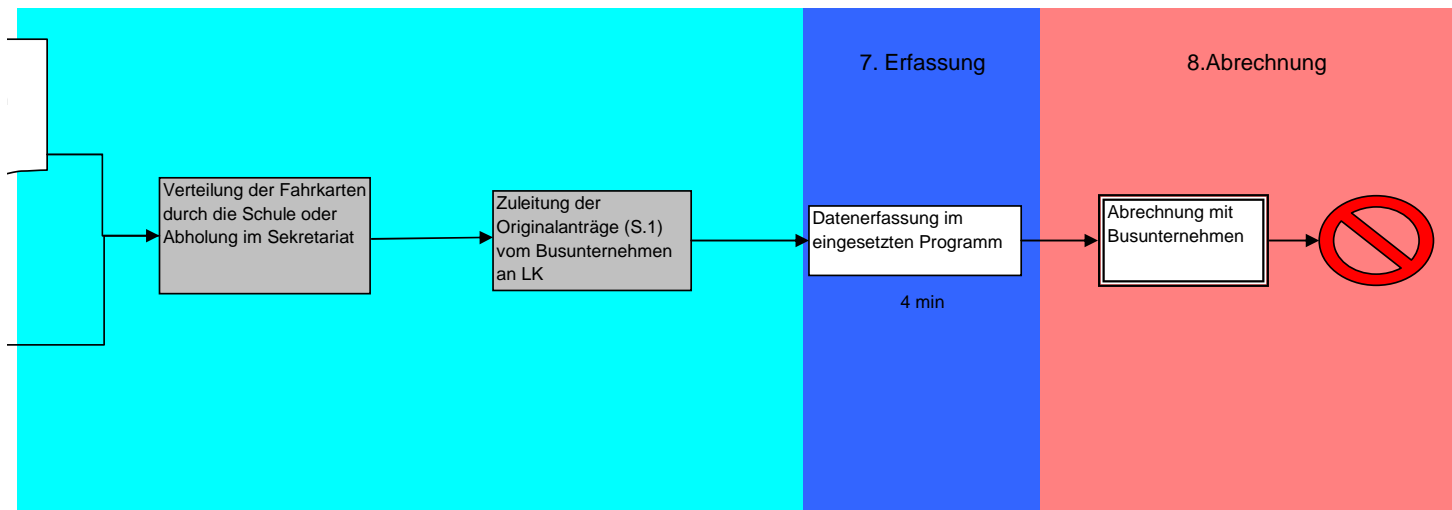 7. Erfassung
8.Abrechnung
Verteilung der Fahrkarten
durch die Schule oder
Abholung im Sekretariat
Zuleitung der
Originalanträge (S.1)
vom Busunternehmen
an LK
Datenerfassung im
eingesetzten Programm
4 min
Abrechnung mit
Busunternehmen